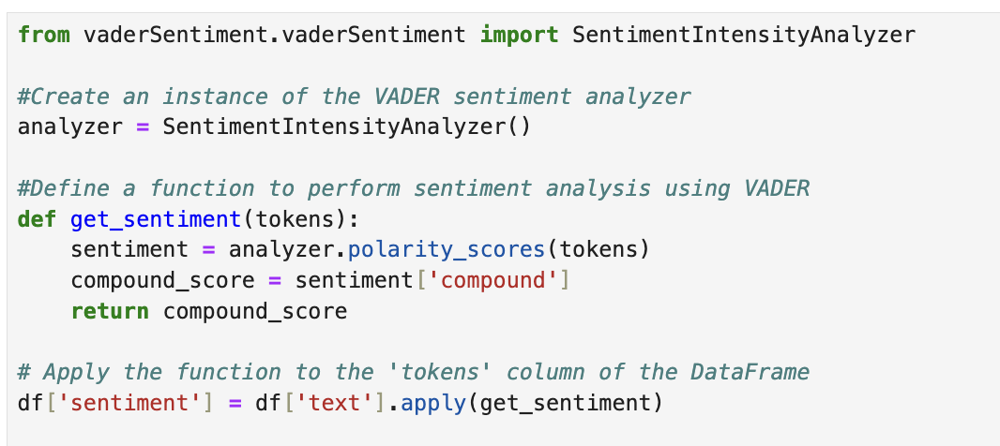 from vaderSentiment.vaderSentiment import SentimentIntensityAnalyzer
#Create an instance of the VADER sentiment analyzer
analyzer = SentimentIntensityAnalyzer()
#Define a function to perform sentiment analysis using VADER
def get_sentiment(tokens):
    sentiment = analyzer.polarity_scores(tokens)
    compound_score = sentiment['compound']
    return compound_score
# Apply the function to the 'tokens' column of the DataFrame
df['sentiment'] = df['text'].apply(get_sentiment)